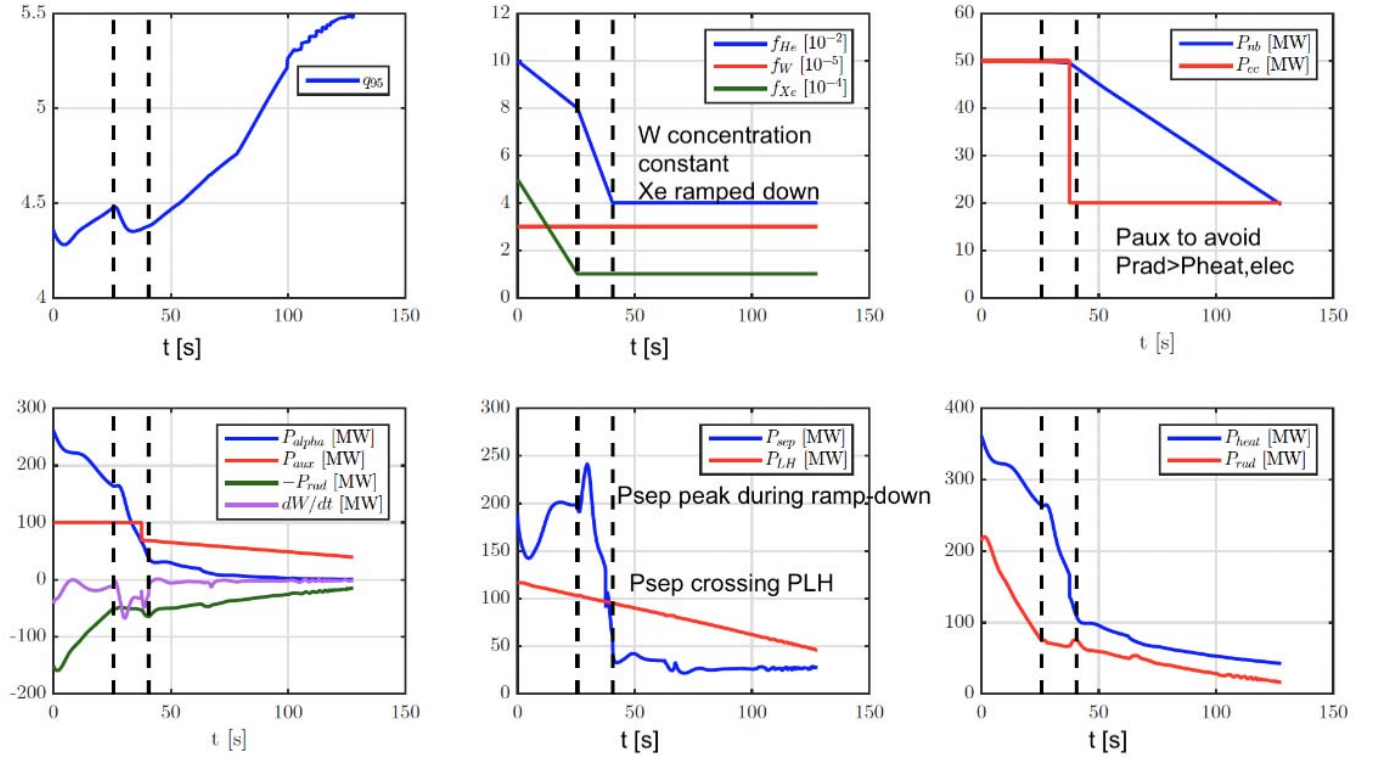 5.5
5
4.5
4
0
50
100
150
q95
t [s]
12
10
8
6
4
2
0
0
50
100
150
fHe [10-2]
fW [10-5]
fXe [10-4]
W concentration
constant
Xe ramped down
t [s]
60
50
40
30
20
10
0
0
50
100
150
Pnb [MW]
Pec [MW]
Paux to avoid
Prad>Pheat,elec
t [s]
300
200
100
0
-100
-200
0
50
100
150
Palpha [MW]
Paux [MW]
−Prad [MW]
dW/dt [MW]
t [s]
300
250
200
150
100
50
0
0
50
100
150
Psep [MW]
PLH [MW]
Psep peak during ramp-down
Psep crossing PLH
t [s]
400
300
200
100
0
0
50
100
150
Pheat [MW]
Prad [MW]
t [s]